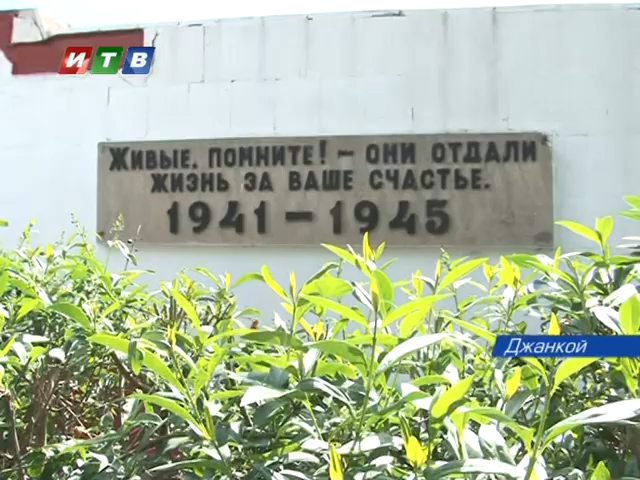 ИТВ
ЖИВЫЕ, ПОМНИТЕ! – ОНИ ОТДАЛИ
ЖИЗНЬ ЗА ВАШЕ СЧАСТЬЕ.
1941 – 1945
Джанкой